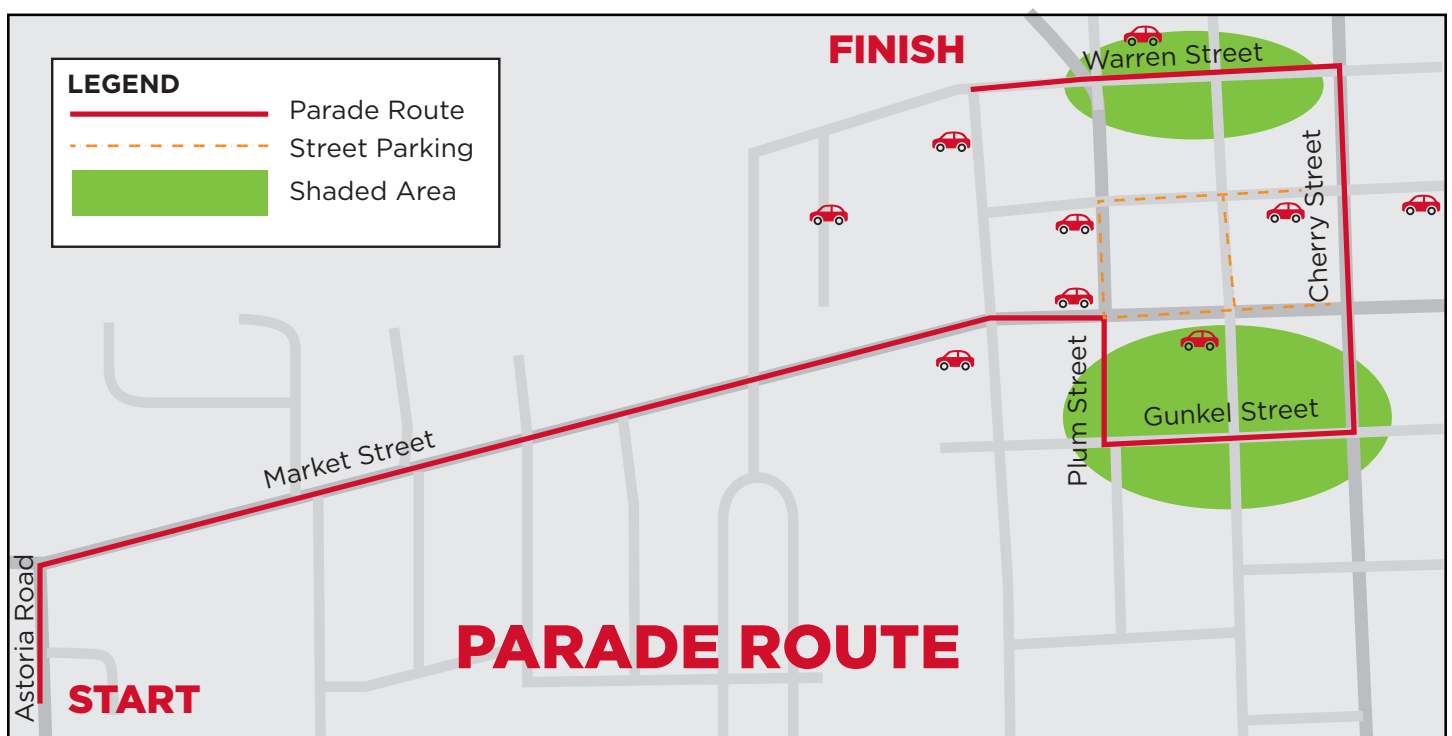 FINISH
Warren Street
LEGEND
Parade Route
Street Parking
Shaded Area
Cherry Street
Plum Street
Gunkel Street
Market Street
Astoria Road
PARADE ROUTE
START